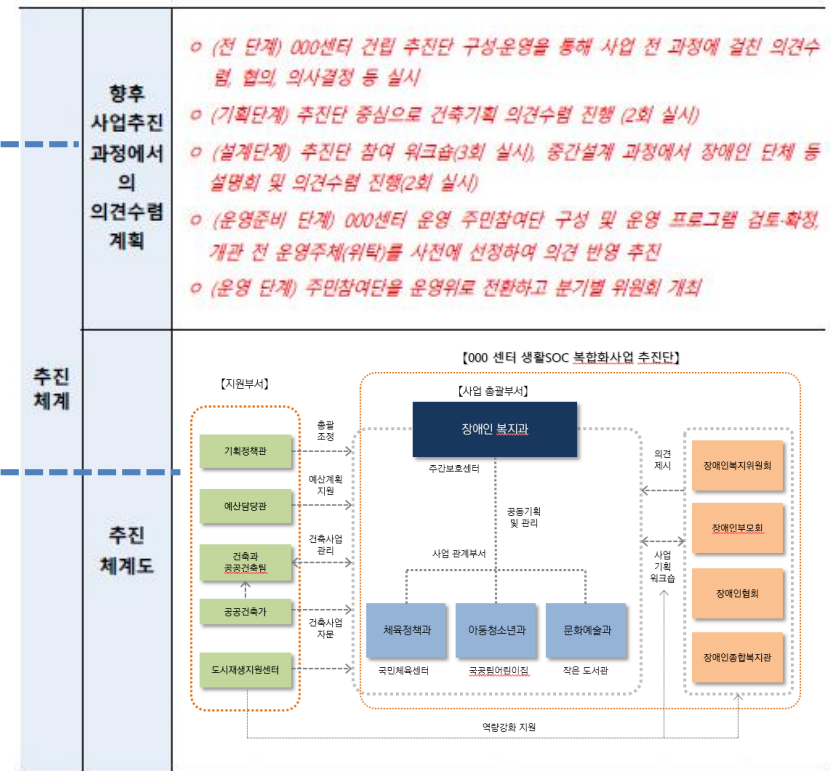 향후
사업추진
과정에서
의
의견수렴
계획
ㅇ (전 단계) 000센터 건립 추진단 구성·운영을 통해 사업 전 과정에 걸친 의견수
렴, 협의, 의사결정 등 실시
ㅇ (기획단계) 추진단 중심으로 건축기획 의견수렴 진행 (2회 실시)
ㅇ (설계단계) 추진단 참여 워크숍(3회 실시), 중간설계 과정에서 장애인 단체 등
설명회 및 의견수렴 진행(2회 실시)
ㅇ (운영준비 단계) 000센터 운영 주민참여단 구성 및 운영 프로그램 검토·확정,
개관 전 운영주체(위탁)를 사전에 선정하여 의견 반영 추진
ㅇ (운영 단계) 주민참여단을 운영위로 전환하고 분기별 위원회 개최
추진
체계
추진
체계도
【000 센터 생활SOC 복합화사업 추진단】
【지원부서】
【사업 총괄부서】
기획정책관
예산담당관
건축과
공공건축팀
공공건축가
도시재생지원센터
총괄
조정
예산계획
지원
건축사업
관리
건축사업
자문
장애인 복지과
주간보호센터
공동기획
및 관리
사업 관계부서
체육정책과
아동청소년과
문화예술과
국민체육센터
국공립어린이집
작은 도서관
의견
제시
사업
기획
워크숍
장애인복지위원회
장애인부모회
장애인협회
장애인종합복지관
역량강화 지원